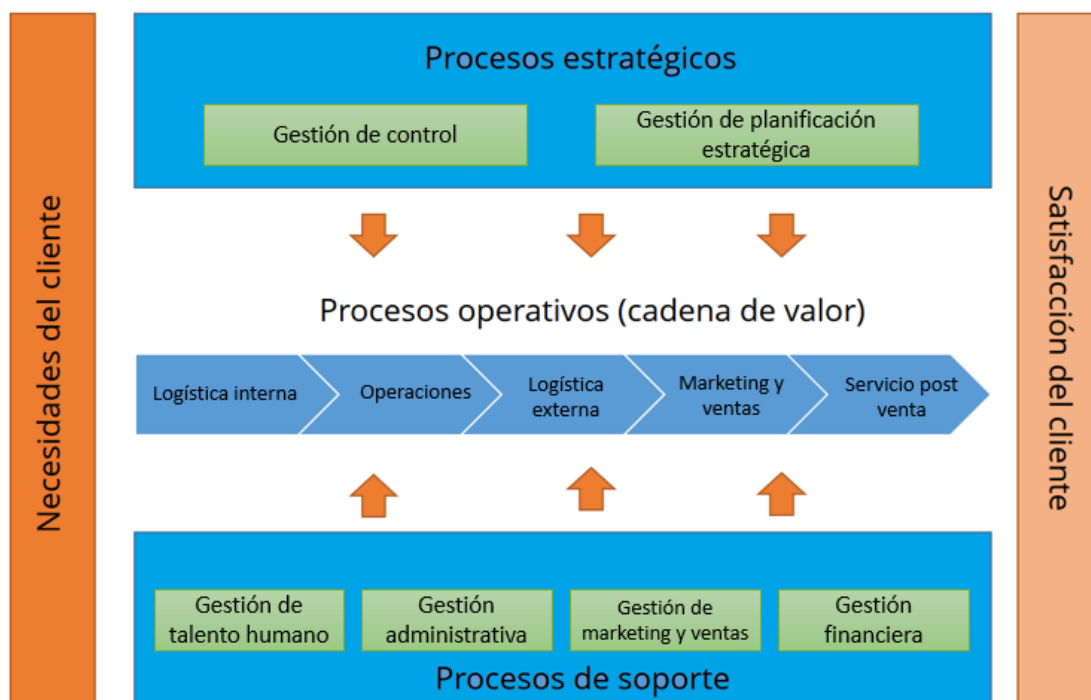 Necesidades del cliente
Procesos estratégicos
Gestión de control
Gestión de planificación
estratégica
Procesos operativos (cadena de valor)
Logística interna
Operaciones
Logística
externa
Marketing y
ventas
Servicio post
venta
Gestión de
talento humano
Gestión
administrativa
Gestión de
marketing y ventas
Gestión
financiera
Procesos de soporte
Satisfacción del cliente